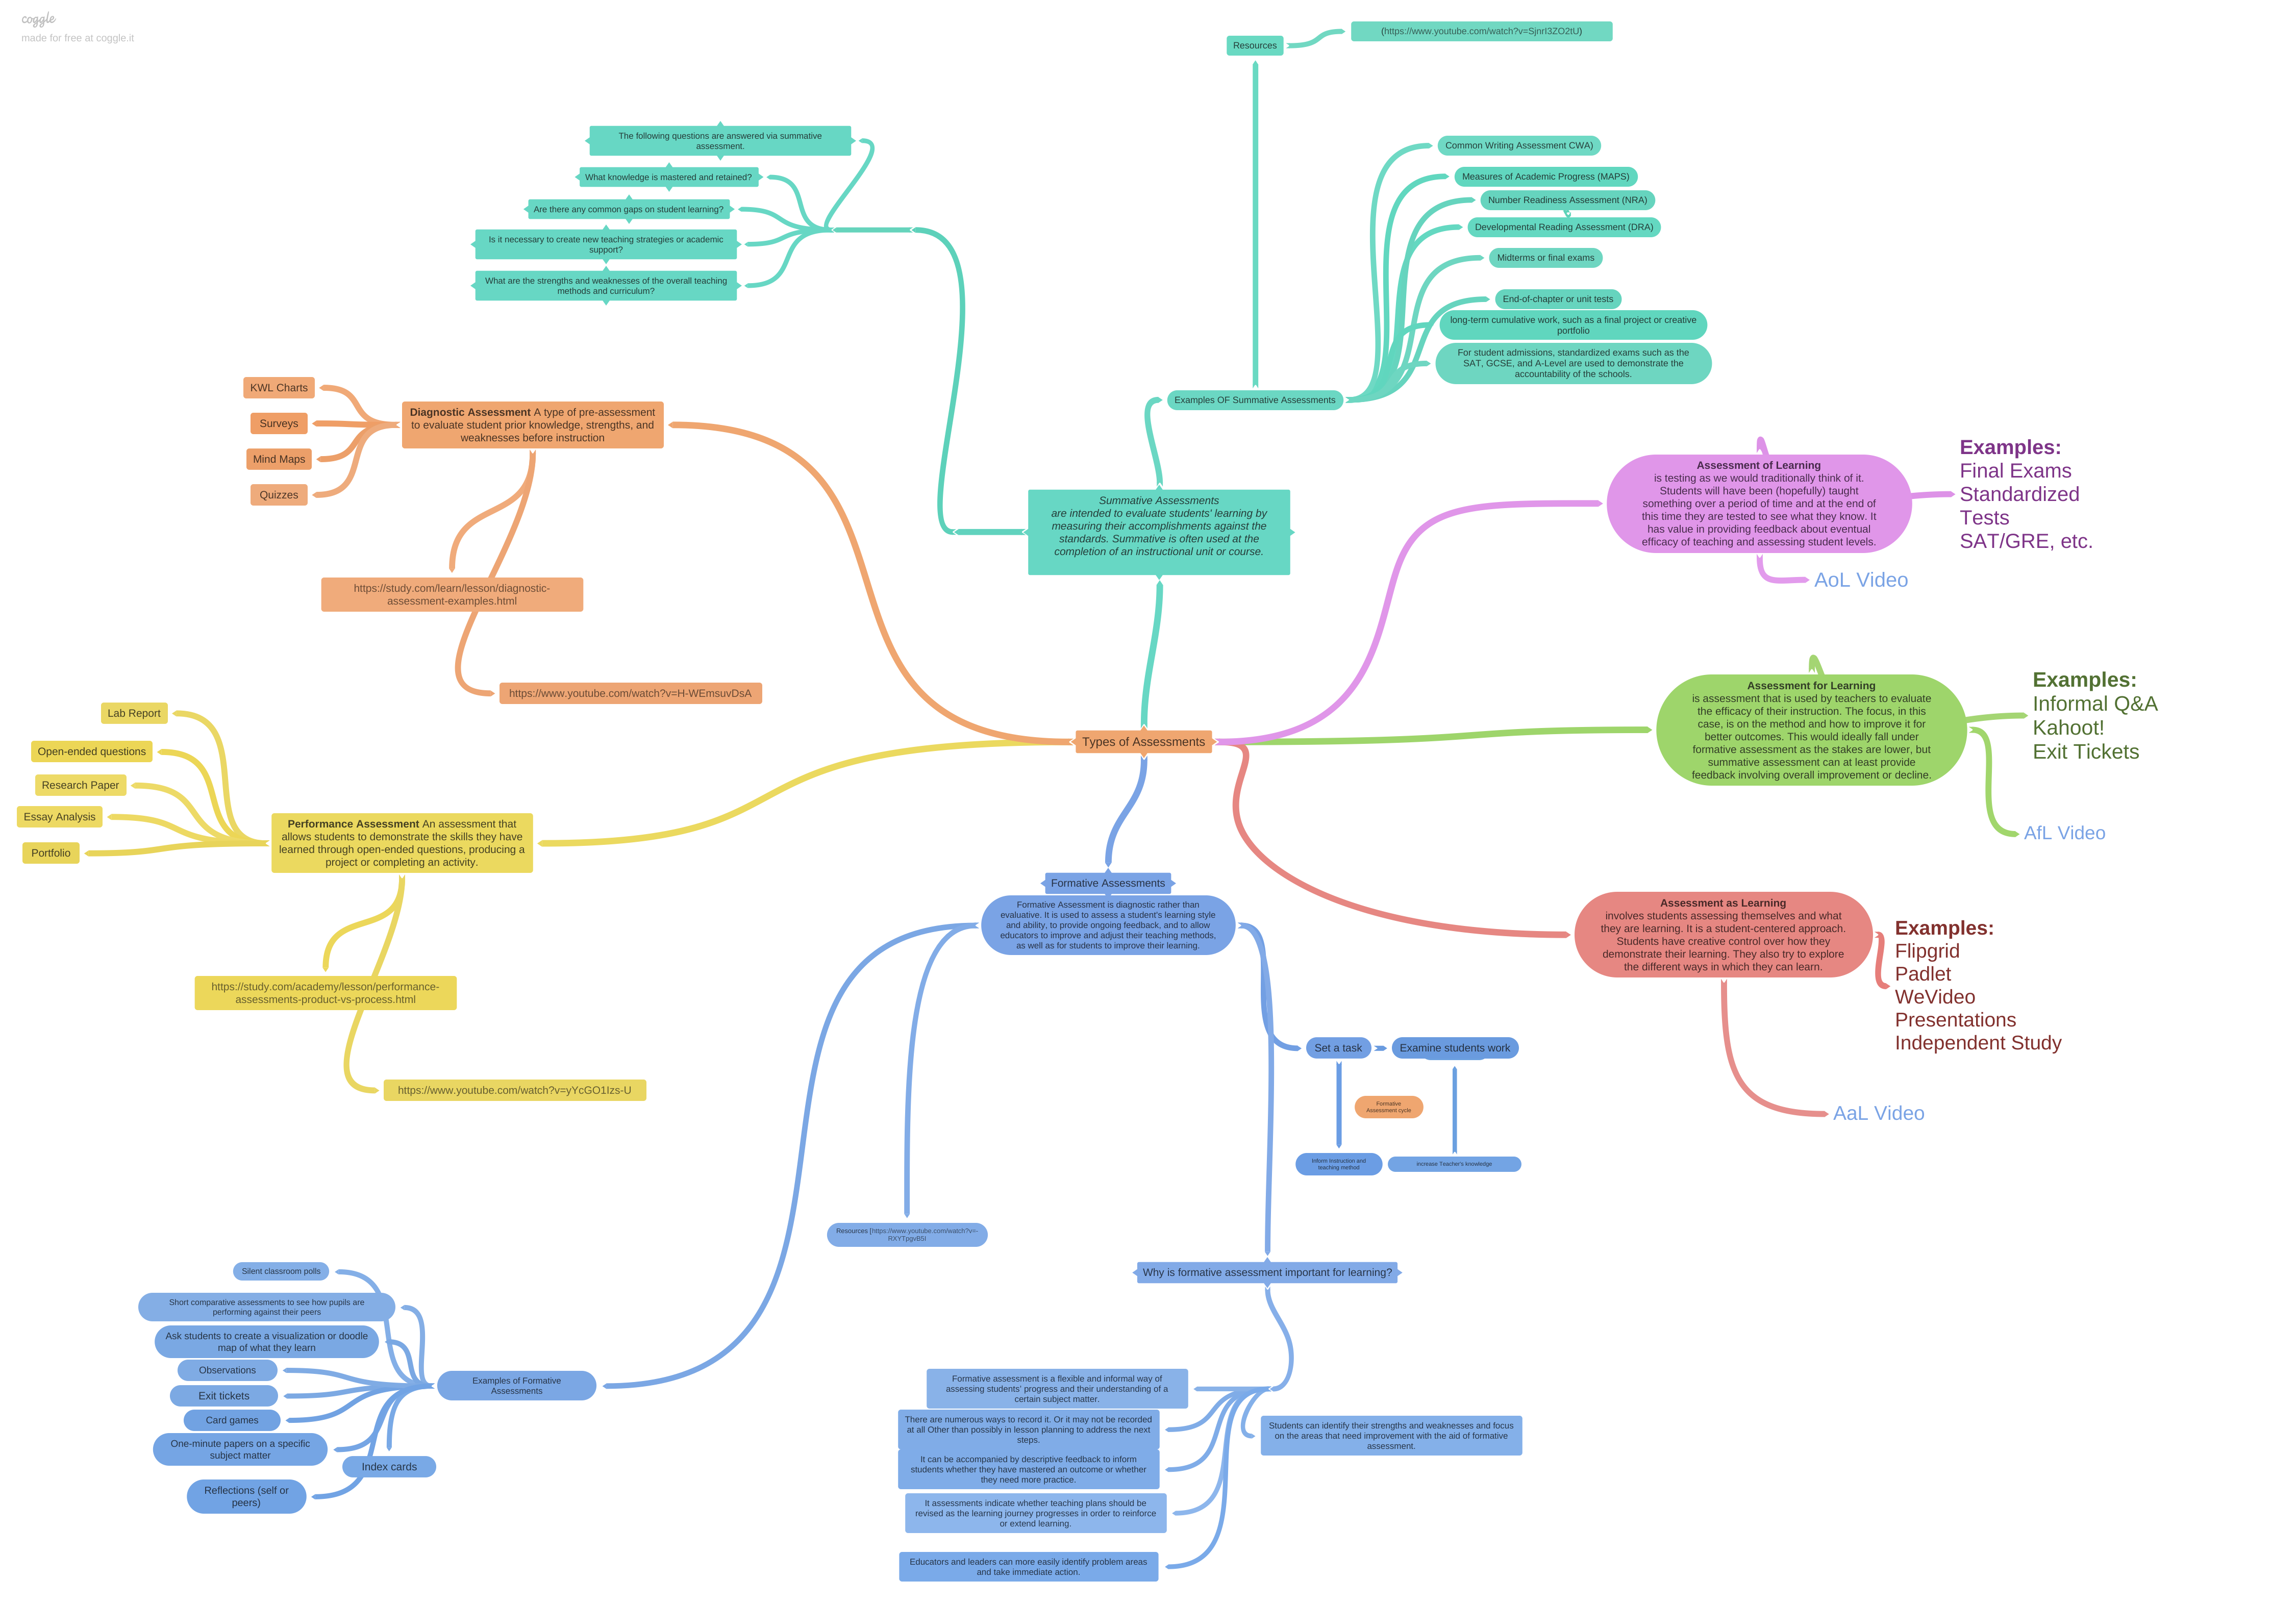 coggle
made for free at coggle.it
Resources
(https://www.youtube.com/watch?v=SjnrI3ZO2tU)
The following questions are answered via summative
assessment.
What knowledge is mastered and retained?
Are there any common gaps on student learning?
Is it necessary to create new teaching strategies or academic
support?
What are the strengths and weaknesses of the overall teaching
methods and curriculum?
Common Writing Assessment CWA)
Measures of Academic Progress (MAPS)
Number Readiness Assessment (NRA)
Developmental Reading Assessment (DRA)
Midterms or final exams
End-of-chapter or unit tests
long-term cumulative work, such as a final project or creative
portfolio
For student admissions, standardized exams such as the
SAT, GCSE, and A-Level are used to demonstrate the
accountability of the schools.
Examples OF Summative Assessments
KWL Charts
Surveys
Mind Maps
Quizzes
Diagnostic Assessment A type of pre-assessment
to evaluate student prior knowledge, strengths, and
weaknesses before instruction
https://study.com/learn/lesson/diagnostic-
assessment-examples.html
https://www.youtube.com/watch?v=H-WEmsuvDsA
Summative Assessments
are intended to evaluate students' learning by
measuring their accomplishments against the
standards. Summative is often used at the
completion of an instructional unit or course.
Assessment of Learning
is testing as we would traditionally think of it.
Students will have been (hopefully) taught
something over a period of time and at the end of
this time they are tested to see what they know. It
has value in providing feedback about eventual
efficacy of teaching and assessing student levels.
Examples:
Final Exams
Standardized
Tests
SAT/GRE, etc.
AoL Video
Types of Assessments
Assessment for Learning
is assessment that is used by teachers to evaluate
the efficacy of their instruction. The focus, in this
case, is on the method and how to improve it for
better outcomes. This would ideally fall under
formative assessment as the stakes are lower, but
summative assessment can at least provide
feedback involving overall improvement or decline.
Examples:
Informal Q&A
Kahoot!
Exit Tickets
AfL Video
Lab Report
Open-ended questions
Research Paper
Essay Analysis
Portfolio
Performance Assessment An assessment that
allows students to demonstrate the skills they have
learned through open-ended questions, producing a
project or completing an activity.
https://study.com/academy/lesson/performance-
assessments-product-vs-process.html
https://www.youtube.com/watch?v=yYcGO1Izs-U
Formative Assessments
Formative Assessment is diagnostic rather than
evaluative. It is used to assess a student's learning style
and ability, to provide ongoing feedback, and to allow
educators to improve and adjust their teaching methods,
as well as for students to improve their learning.
Assessment as Learning
involves students assessing themselves and what
they are learning. It is a student-centered approach.
Students have creative control over how they
demonstrate their learning. They also try to explore
the different ways in which they can learn.
Examples:
Flipgrid
Padlet
WeVideo
Presentations
Independent Study
AaL Video
Set a task
Examine students work
Formative
Assessment cycle
Inform Instruction and
teaching method
Increase Teacher's knowledge
Resources [https://www.youtube.com/watch?v=-
RXYTpgvB5I
Why is formative assessment important for learning?
Silent classroom polls
Short comparative assessments to see how pupils are
performing against their peers
Ask students to create a visualization or doodle
map of what they learn
Observations
Exit tickets
Card games
One-minute papers on a specific
subject matter
Index cards
Reflections (self or
peers)
Examples of Formative
Assessments
Formative assessment is a flexible and informal way of
assessing students' progress and their understanding of a
certain subject matter.
There are numerous ways to record it. Or it may not be recorded
at all Other than possibly in lesson planning to address the next
steps.
It can be accompanied by descriptive feedback to inform
students whether they have mastered an outcome or whether
they need more practice.
It assessments indicate whether teaching plans should be
revised as the learning journey progresses in order to reinforce
or extend learning.
Educators and leaders can more easily identify problem areas
and take immediate action.
Students can identify their strengths and weaknesses and focus
on the areas that need improvement with the aid of formative
assessment.